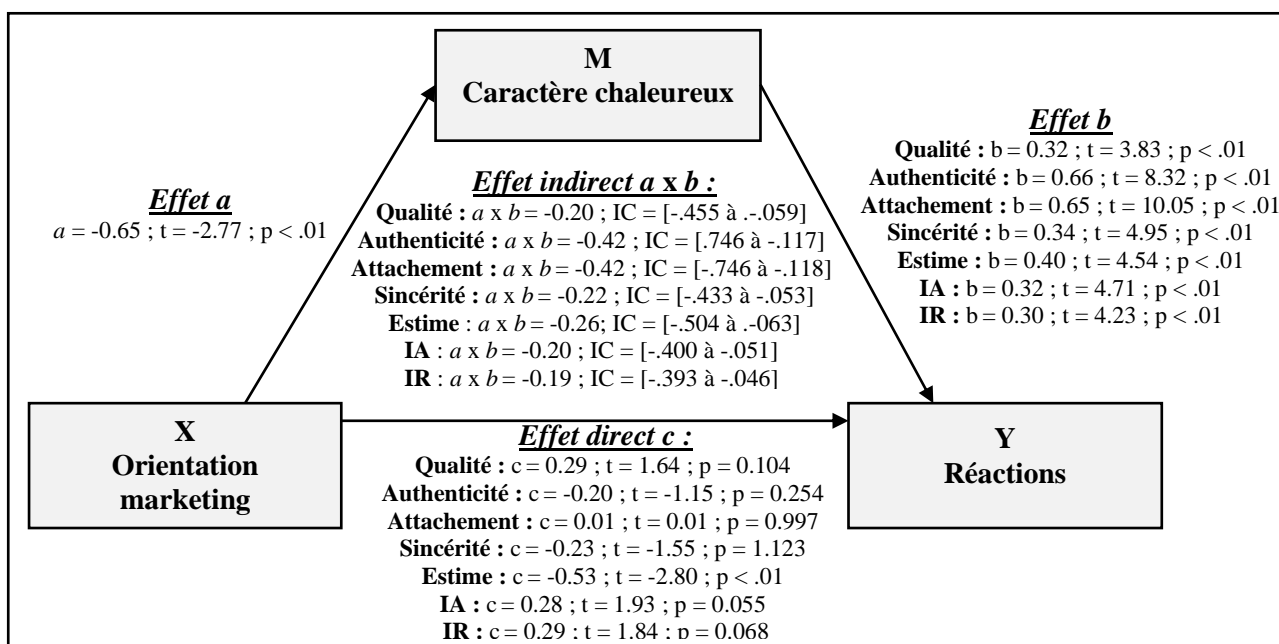 M
Caractère chaleureux
Effet a
a = -0.65 ; t = -2.77 ; p < .01
Effet indirect a x b :
Qualité : a x b = -0.20 ; IC = [-.455 à .-.059]
Authenticité : a x b = -0.42 ; IC = [.746 à -.117]
Attachement : a x b = -0.42 ; IC = [-.746 à -.118]
Sincérité : a x b = -0.22 ; IC = [-.433 à -.053]
Estime : a x b = -0.26; IC = [-.504 à -.063]
IA : a x b = -0.20 ; IC = [-.400 à -.051]
IR : a x b = -0.19 ; IC = [-.393 à -.046]
Effet b
Qualité : b = 0.32 ; t = 3.83 ; p < .01
Authenticité : b = 0.66 ; t = 8.32 ; p < .01
Attachement : b = 0.65 ; t = 10.05 ; p < .01
Sincérité : b = 0.34 ; t = 4.95 ; p < .01
Estime : b = 0.40 ; t = 4.54 ; p < .01
IA : b = 0.32 ; t = 4.71 ; p < .01
IR : b = 0.30 ; t = 4.23 ; p < .01
X
Orientation
marketing
Effet direct c :
Qualité : c = 0.29 ; t = 1.64 ; p = 0.104
Authenticité : c = -0.20 ; t = -1.15 ; p = 0.254
Attachement : c = 0.01 ; t = 0.01 ; p = 0.997
Sincérité : c = -0.23 ; t = -1.55 ; p = 1.123
Estime : c = -0.53 ; t = -2.80 ; p < .01
IA : c = 0.28 ; t = 1.93 ; p = 0.055
IR : c = 0.29 ; t = 1.84 ; p = 0.068
Y
Réactions